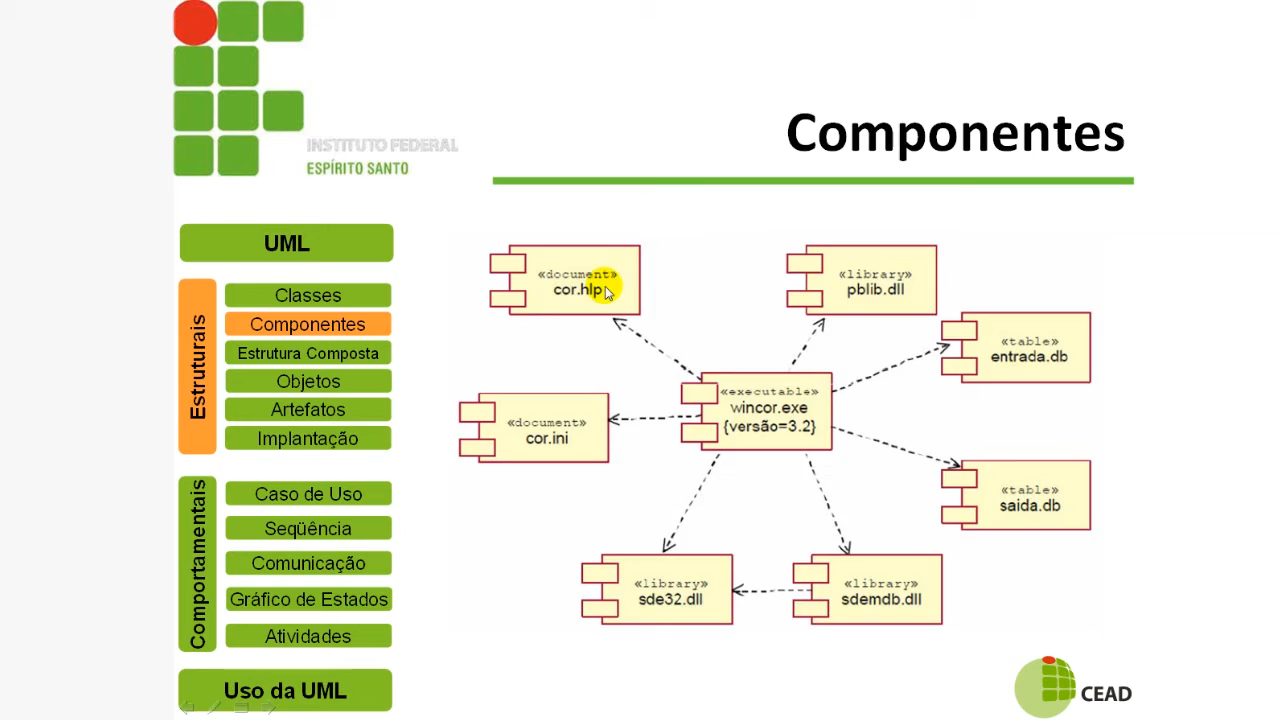 INSTITUTO FEDERAL
ESPÍRITO SANTO
Componentes
UML
Estruturais
Classes
Componentes
Estrutura Composta
Objetos
Artefatos
Implantação
Comportamentais
Caso de Uso
Seqüência
Comunicação
Gráfico de Estados
Atividades
Uso da UML
«document»
cor.hlp
«library»
pblib.dll
«table»
entrada.db
«executable»
wincor.exe
{versão=3.2}
«document»
cor.ini
«table»
saida.db
«library»
sde32.dll
«library»
sdemdb.dll
CEAD